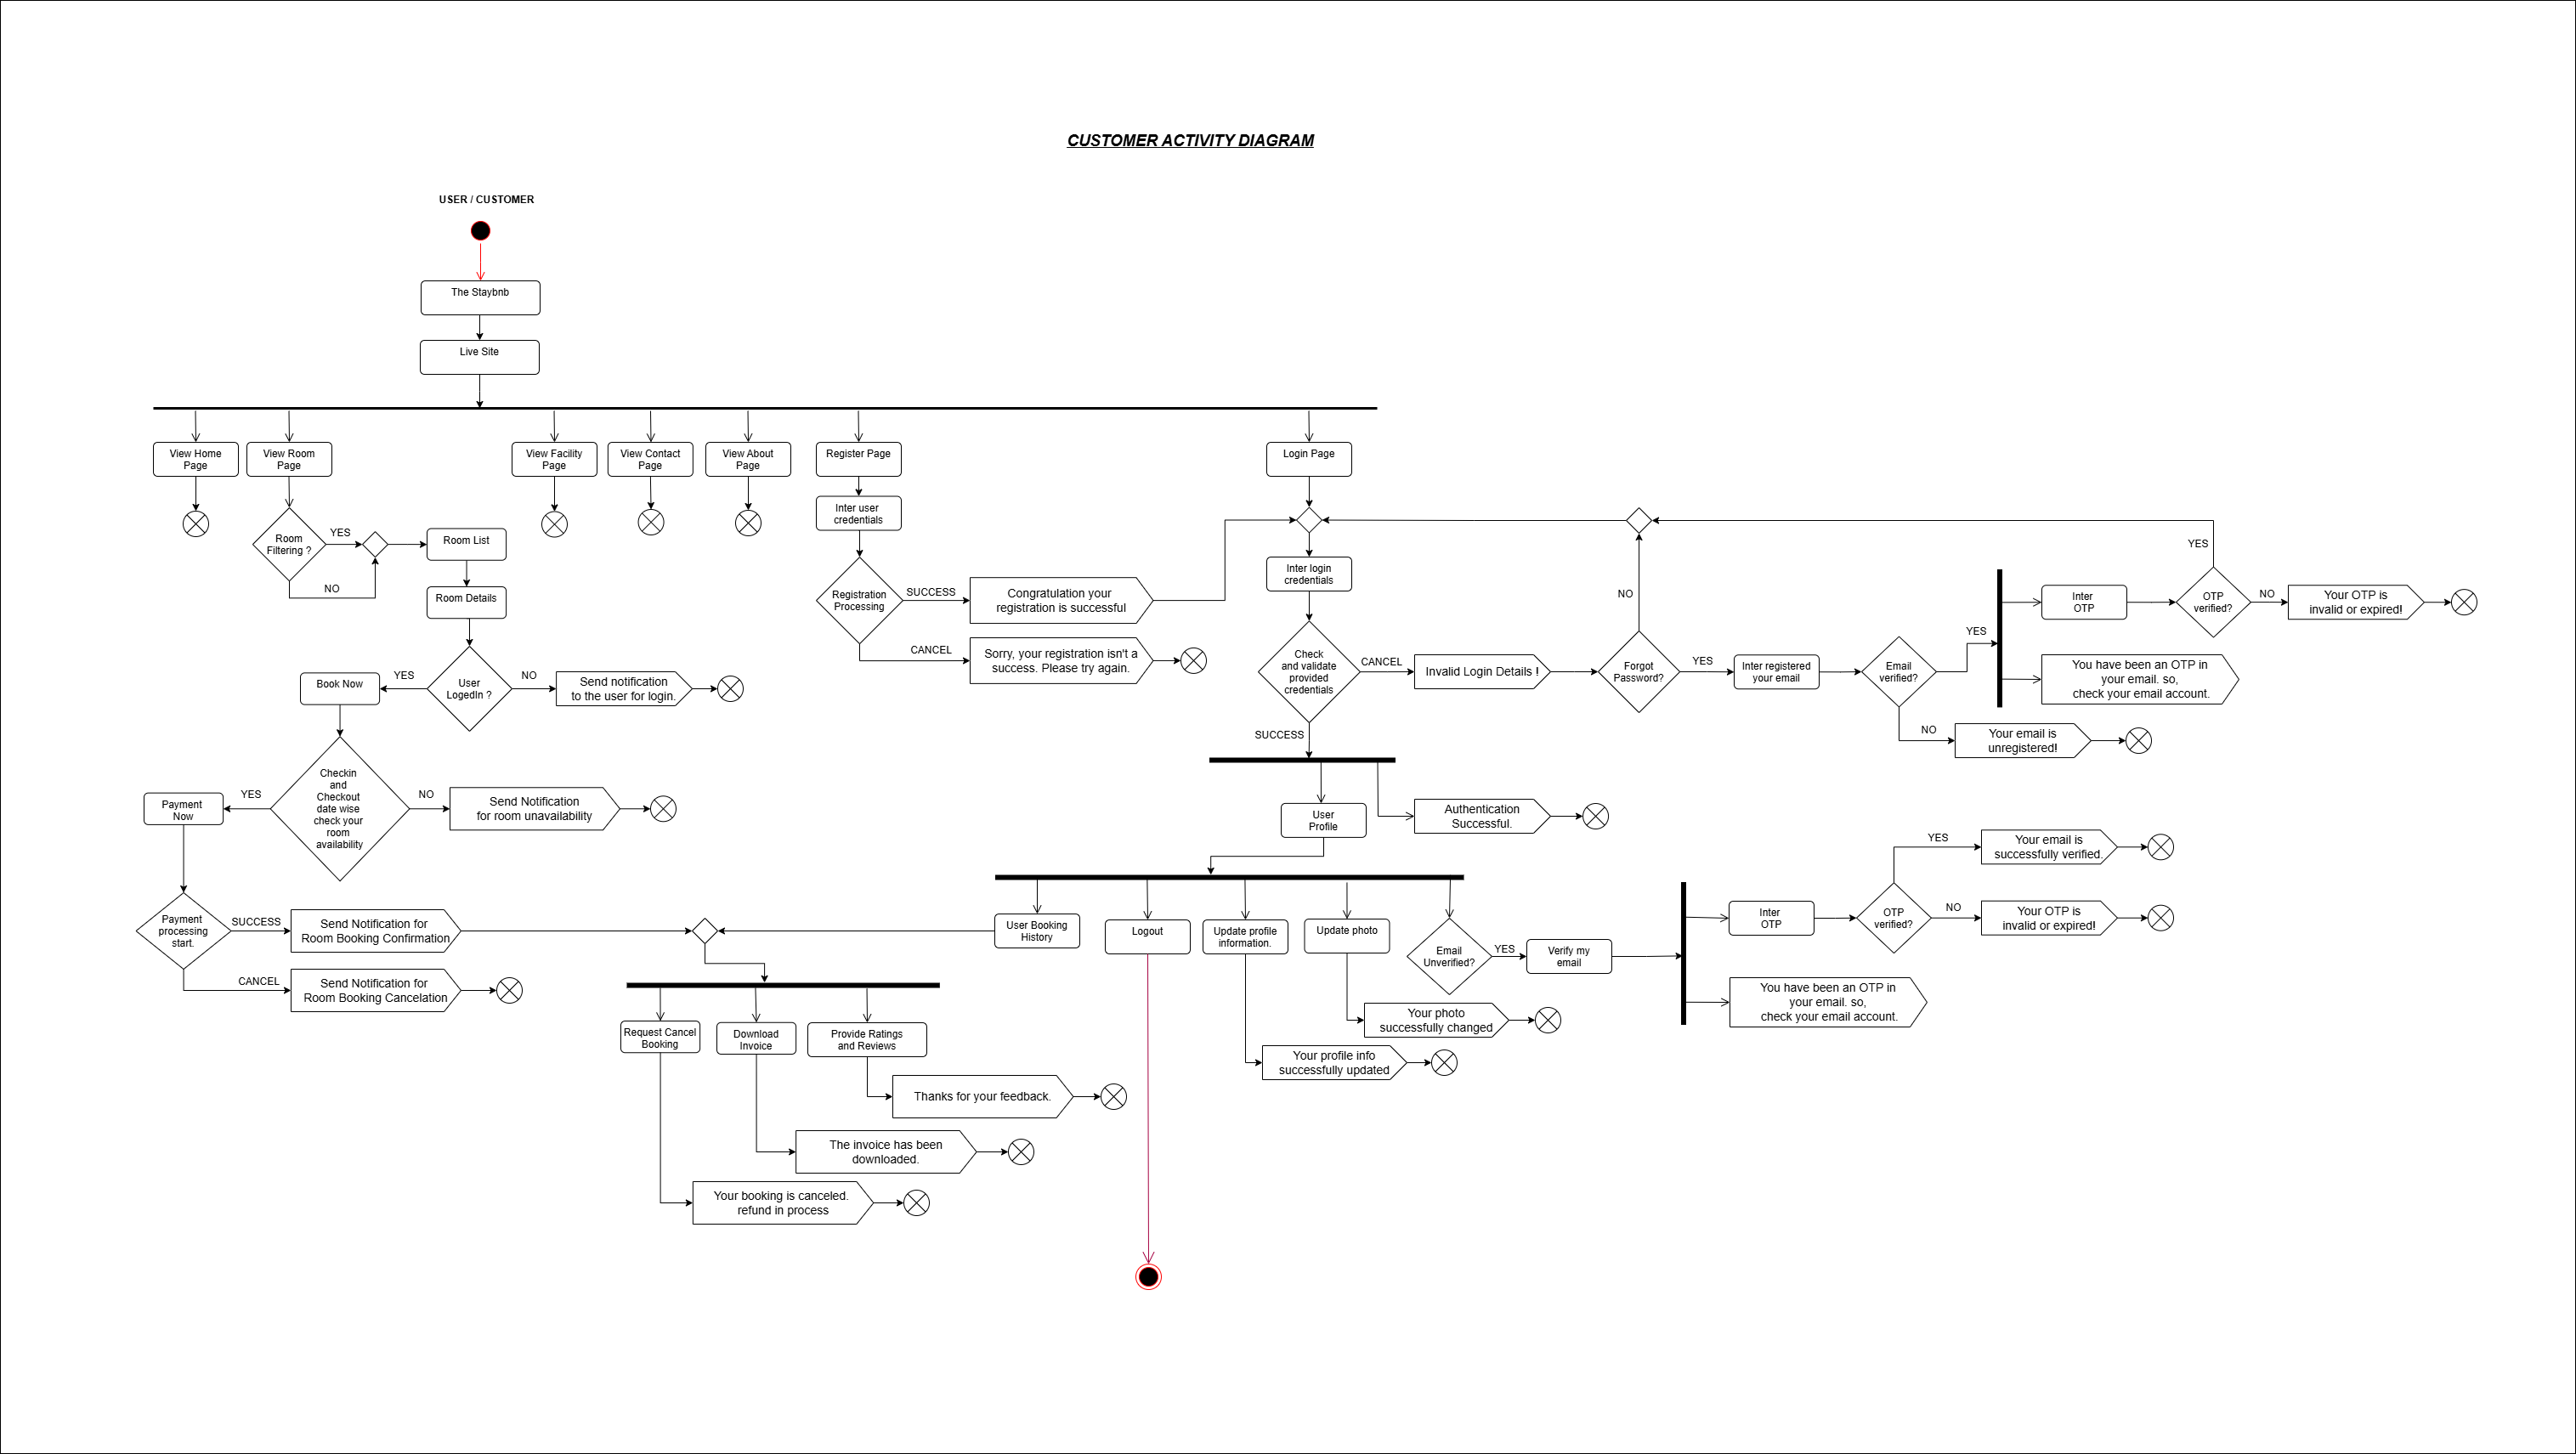 CUSTOMER ACTIVITY DIAGRAM
USER / CUSTOMER
The Staybnb
Live Site
View Home
Page
View Room
Page
View Facility
Page
View Contact
Page
View About
Page
Register Page
Login Page
Inter user
credentials
Room
Filtering ?
YES
NO
Room List
Room Details
User
LogedIn ?
YES
NO
Send notification
to the user for login.
Book Now
Checkin
and
Checkout
date wise
check your
room
availability
YES
NO
Send Notification
for room unavailability
Payment
Now
Payment
processing
start.
SUCCESS
Send Notification for
Room Booking Confirmation
CANCEL
Send Notification for
Room Booking Cancelation
Registration
Processing
SUCCESS
Congratulation your
registration is successful
CANCEL
Sorry, your registration isn't a
success. Please try again.
Inter login
credentials
Check
and validate
provided
credentials
CANCEL
Invalid Login Details !
Forgot
Password?
NO
YES
Inter registered
your email
Email
verified?
YES
NO
Your email is
unregistered!
Inter
OTP
OTP
verified?
YES
NO
Your OTP is
invalid or expired!
You have been an OTP in
your email. so,
check your email account.
SUCCESS
User
Profile
Authentication
Successful.
User Booking
History
Logout
Update profile
information.
Update photo
Email
Unverified?
YES
Verify my
email
Inter
OTP
OTP
verified?
YES
Your email is
successfully verified.
NO
Your OTP is
invalid or expired!
You have been an OTP in
your email. so,
check your email account.
Your photo
successfully changed
Your profile info
successfully updated
Request Cancel
Booking
Download
Invoice
Provide Ratings
and Reviews
Thanks for your feedback.
The invoice has been
downloaded.
Your booking is canceled.
refund in process